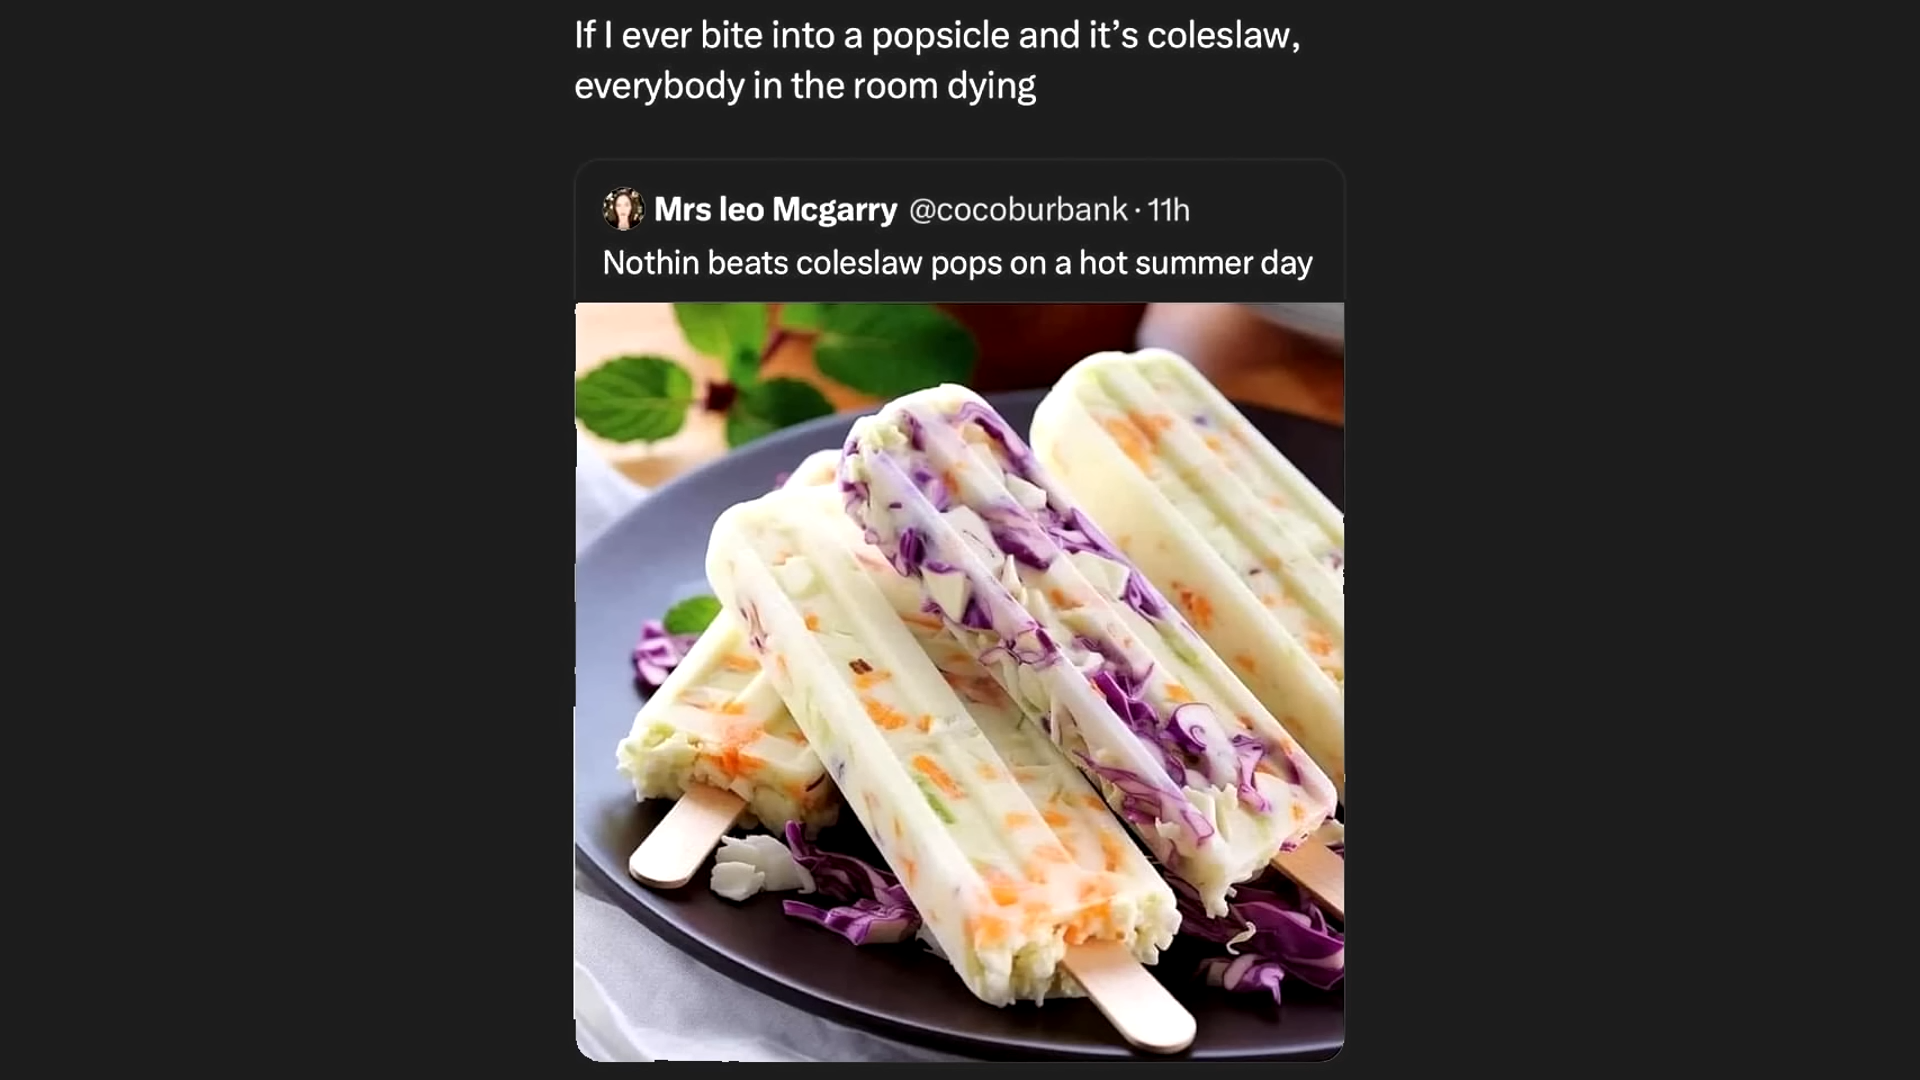 If I ever bite into a popsicle and it’s coleslaw,
everybody in the room dying
Mrs leo Mcgarry @cocoburbank · 11h
Nothin beats coleslaw pops on a hot summer day